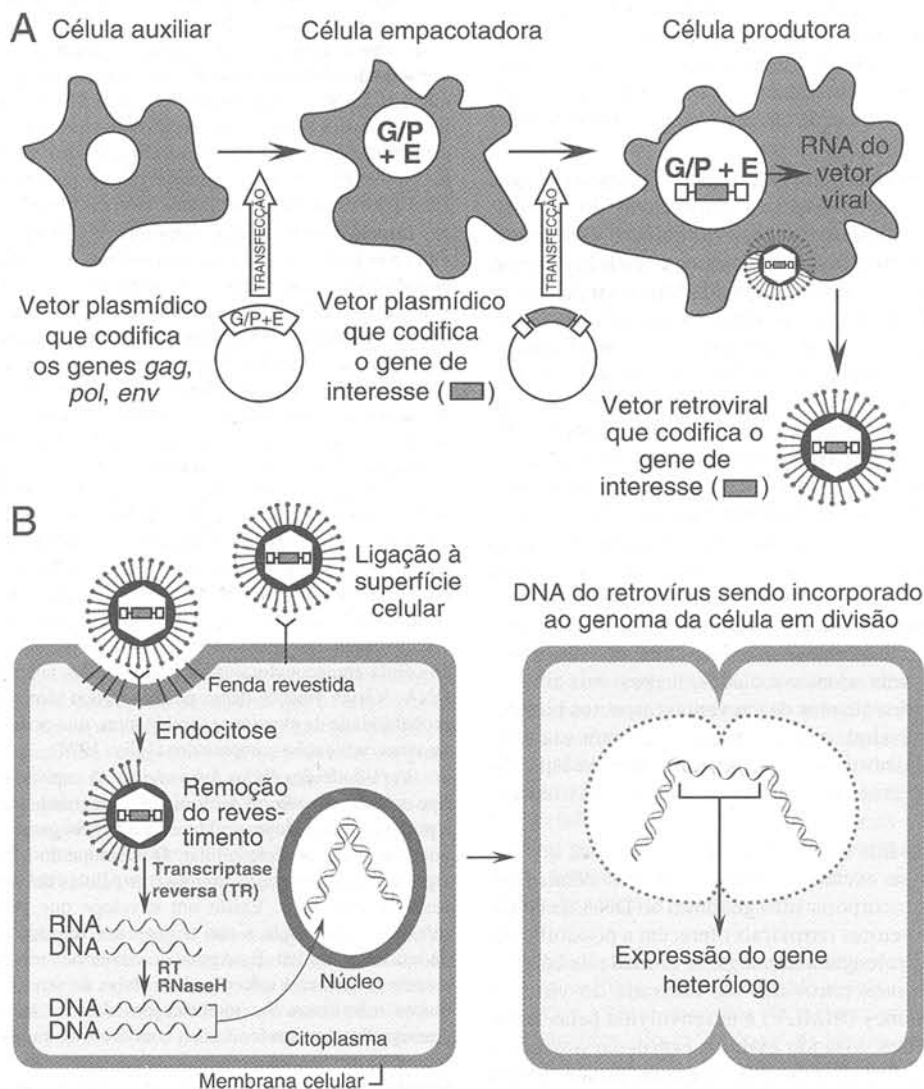 A
Célula auxiliar
Célula empacotadora
Célula produtora
G/P
+ E
G/P + E
RNA do
vetor
viral
TRANSFECÇÃO
TRANSFECÇÃO
Vetor plasmídico
que codifica
os genes gag,
pol, env
G/P+E
Vetor plasmídico
que codifica
o gene de
interesse ( )
Vetor retroviral
que codifica o
gene de
interesse ( )
B
Ligação à
superfície
celular
Fenda revestida
Endocitose
Remoção
do reves-
timento
Transcriptase
reversa (TR)
RNA
DNA
RT
RNaseH
DNA
DNA
Núcleo
Citoplasma
Membrana celular
DNA do retrovírus sendo incorporado
ao genoma da célula em divisão
Expressão do gene
heterólogo